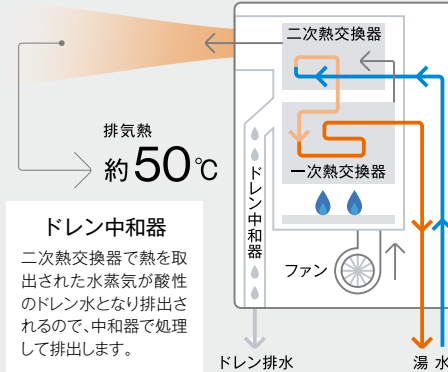 二次熱交換器
排気熱
約50℃
一次熱交換器
ドレン中和器
ドレン中和器
二次熱交換器で熱を取
出された水蒸気が酸性
のドレン水となり排出さ
れるので、中和器で処理
して排出します。
ファン
ドレン排水
湯 水